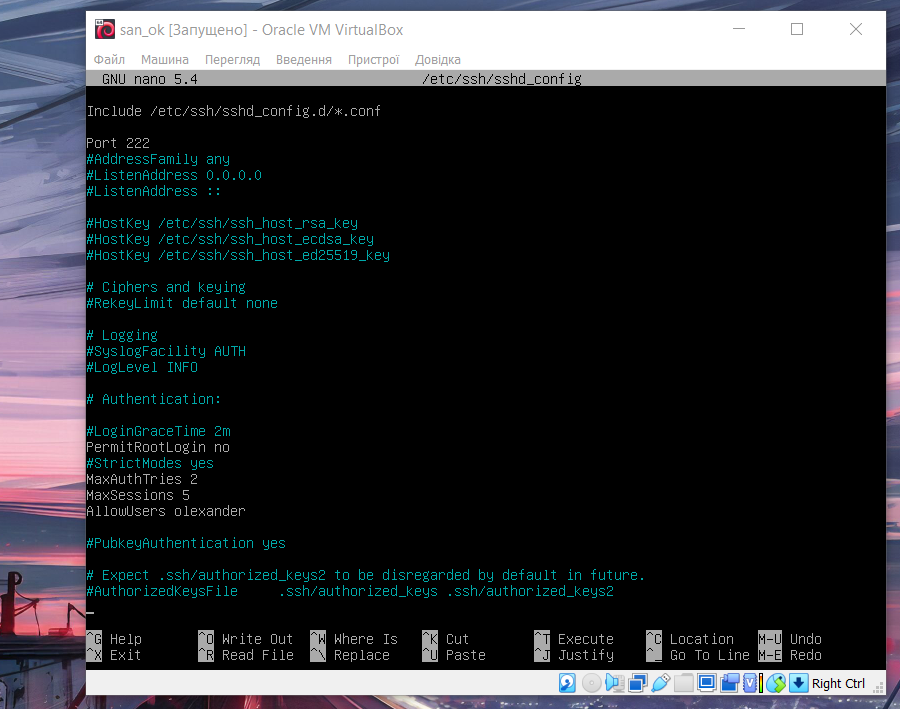 san_ok [Запущено] - Oracle VM VirtualBox
Файл Машина Перегляд Введення Пристрої Довідка
GNU nano 5.4 /etc/ssh/sshd_config
Include /etc/ssh/sshd_config.d/*.conf
Port 222
#AddressFamily any
#ListenAddress 0.0.0.0
#ListenAddress ::
#HostKey /etc/ssh/ssh_host_rsa_key
#HostKey /etc/ssh/ssh_host_ecdsa_key
#HostKey /etc/ssh/ssh_host_ed25519_key
# Ciphers and keying
#RekeyLimit default none
# Logging
#SyslogFacility AUTH
#LogLevel INFO
# Authentication:
#LoginGraceTime 2m
PermitRootLogin no
#StrictModes yes
MaxAuthTries 2
MaxSessions 5
AllowUsers olexander
#PubkeyAuthentication yes
# Expect .ssh/authorized_keys2 to be disregarded by default in future.
#AuthorizedKeysFile .ssh/authorized_keys .ssh/authorized_keys2
^G Help ^O Write Out ^W Where Is ^K Cut ^T Execute ^C Location M-U Undo
^X Exit ^R Read File ^\ Replace ^U Paste ^J Justify ^_ Go To Line M-E Redo
Right Ctrl